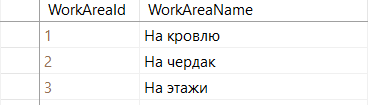 WorkAreaId WorkAreaName
1 На кровлю
2 На чердак
3 На этажи